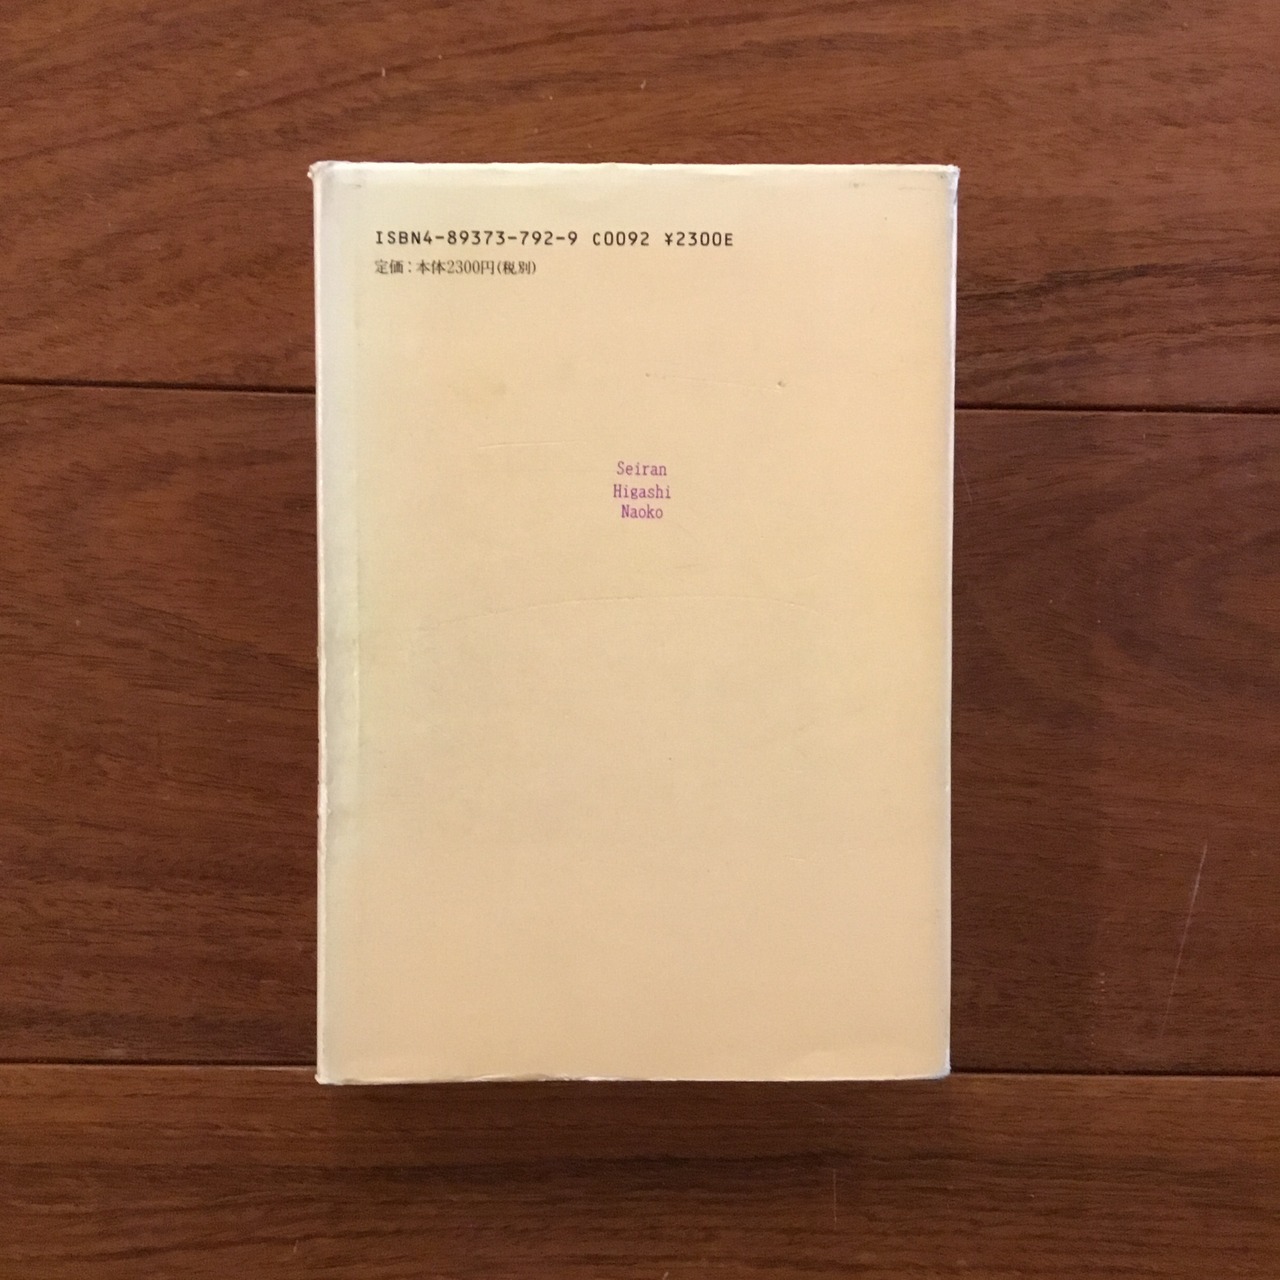 ISBN4-89373-792-9 C0092 ¥2300E
定価：本体2300円(税別)
Seiran
Higashi
Naoko